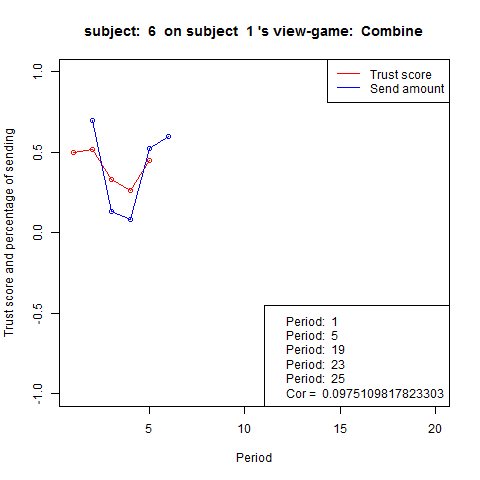 subject:  6  on subject  1 's view-game:  Combine
Trust score
Send amount
Trust score and percentage of sending
1.0
0.5
0.0
-0.5
-1.0
Period:  1
Period:  5
Period:  19
Period:  23
Period:  25
Cor =  0.0975109817823303
5 10 15 20
Period